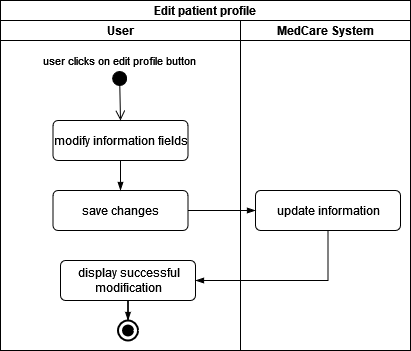 Edit patient profile
User
MedCare System
user clicks on edit profile button
modify information fields
save changes
update information
display successful
modification